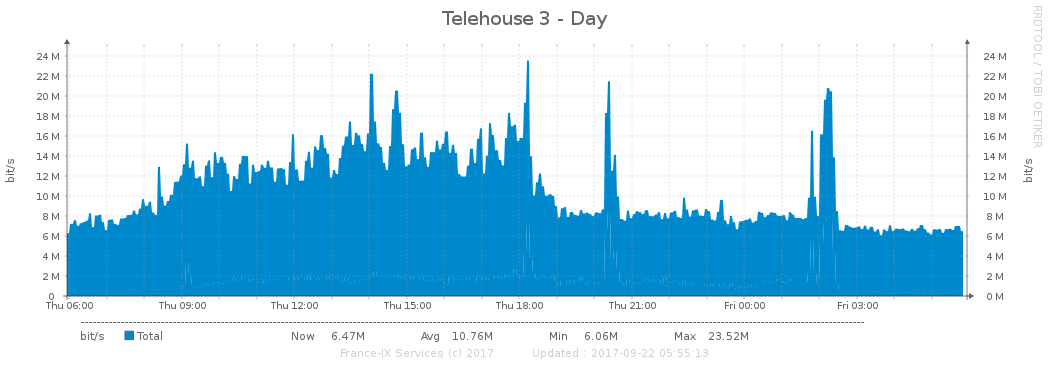 Telehouse 3 - Day
RRDTOOL / TOBI OETIKER
bit/s
24 M
22 M
20 M
18 M
16 M
14 M
12 M
10 M
8 M
6 M
4 M
2 M
0
24 M
22 M
20 M
18 M
16 M
14 M
12 M
10 M
8 M
6 M
4 M
2 M
0 M
bit/s
Thu 06:00 Thu 09:00 Thu 12:00 Thu 15:00 Thu 18:00 Thu 21:00 Fri 00:00 Fri 03:00
bit/s Total Now 6.47M Avg 10.76M Min 6.06M Max 23.52M
France-IX Services (c) 2017 Updated : 2017-09-22 05:55:13